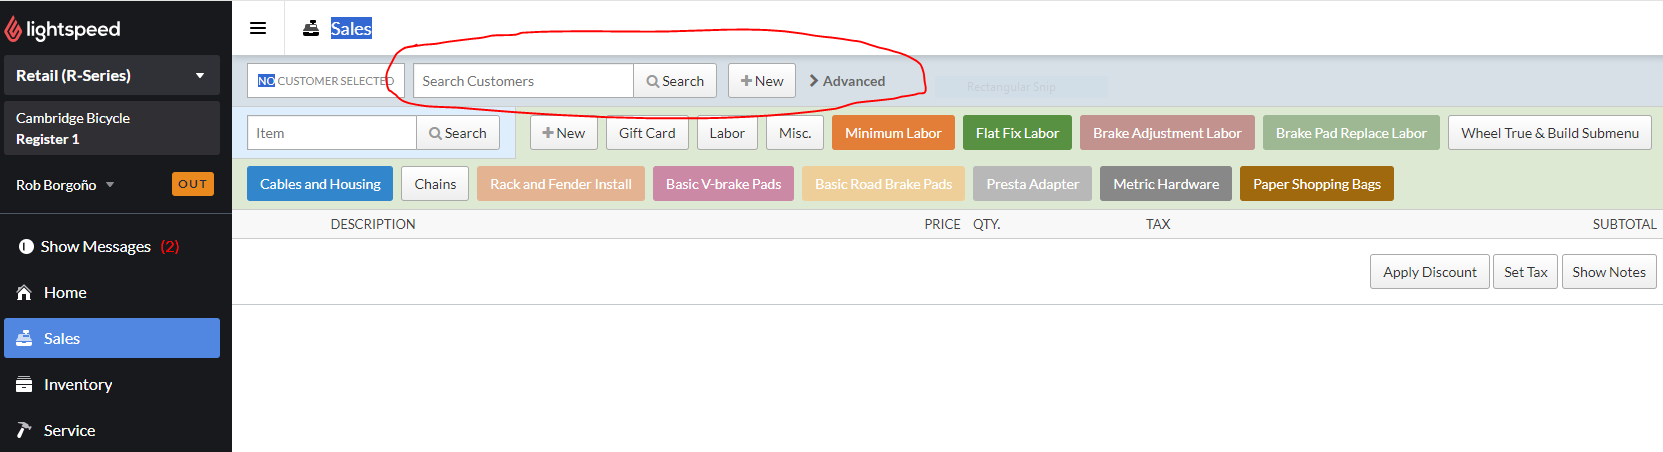 lightspeed
Sales
Retail (R-Series)
NO CUSTOMER SELECTED Search Customers Search New Advanced
Rectangular Snip
Cambridge Bicycle
Register 1
Item Search New Gift Card Labor Misc. Minimum Labor Flat Fix Labor Brake Adjustment Labor Brake Pad Replace Labor Wheel True & Build Submenu
Rob Borgoño OUT
Cables and Housing Chains Rack and Fender Install Basic V-brake Pads Basic Road Brake Pads Presta Adapter Metric Hardware Paper Shopping Bags
DESCRIPTION PRICE QTY. TAX SUBTOTAL
Show Messages (2)
Apply Discount Set Tax Show Notes
Home
Sales
Inventory
Service